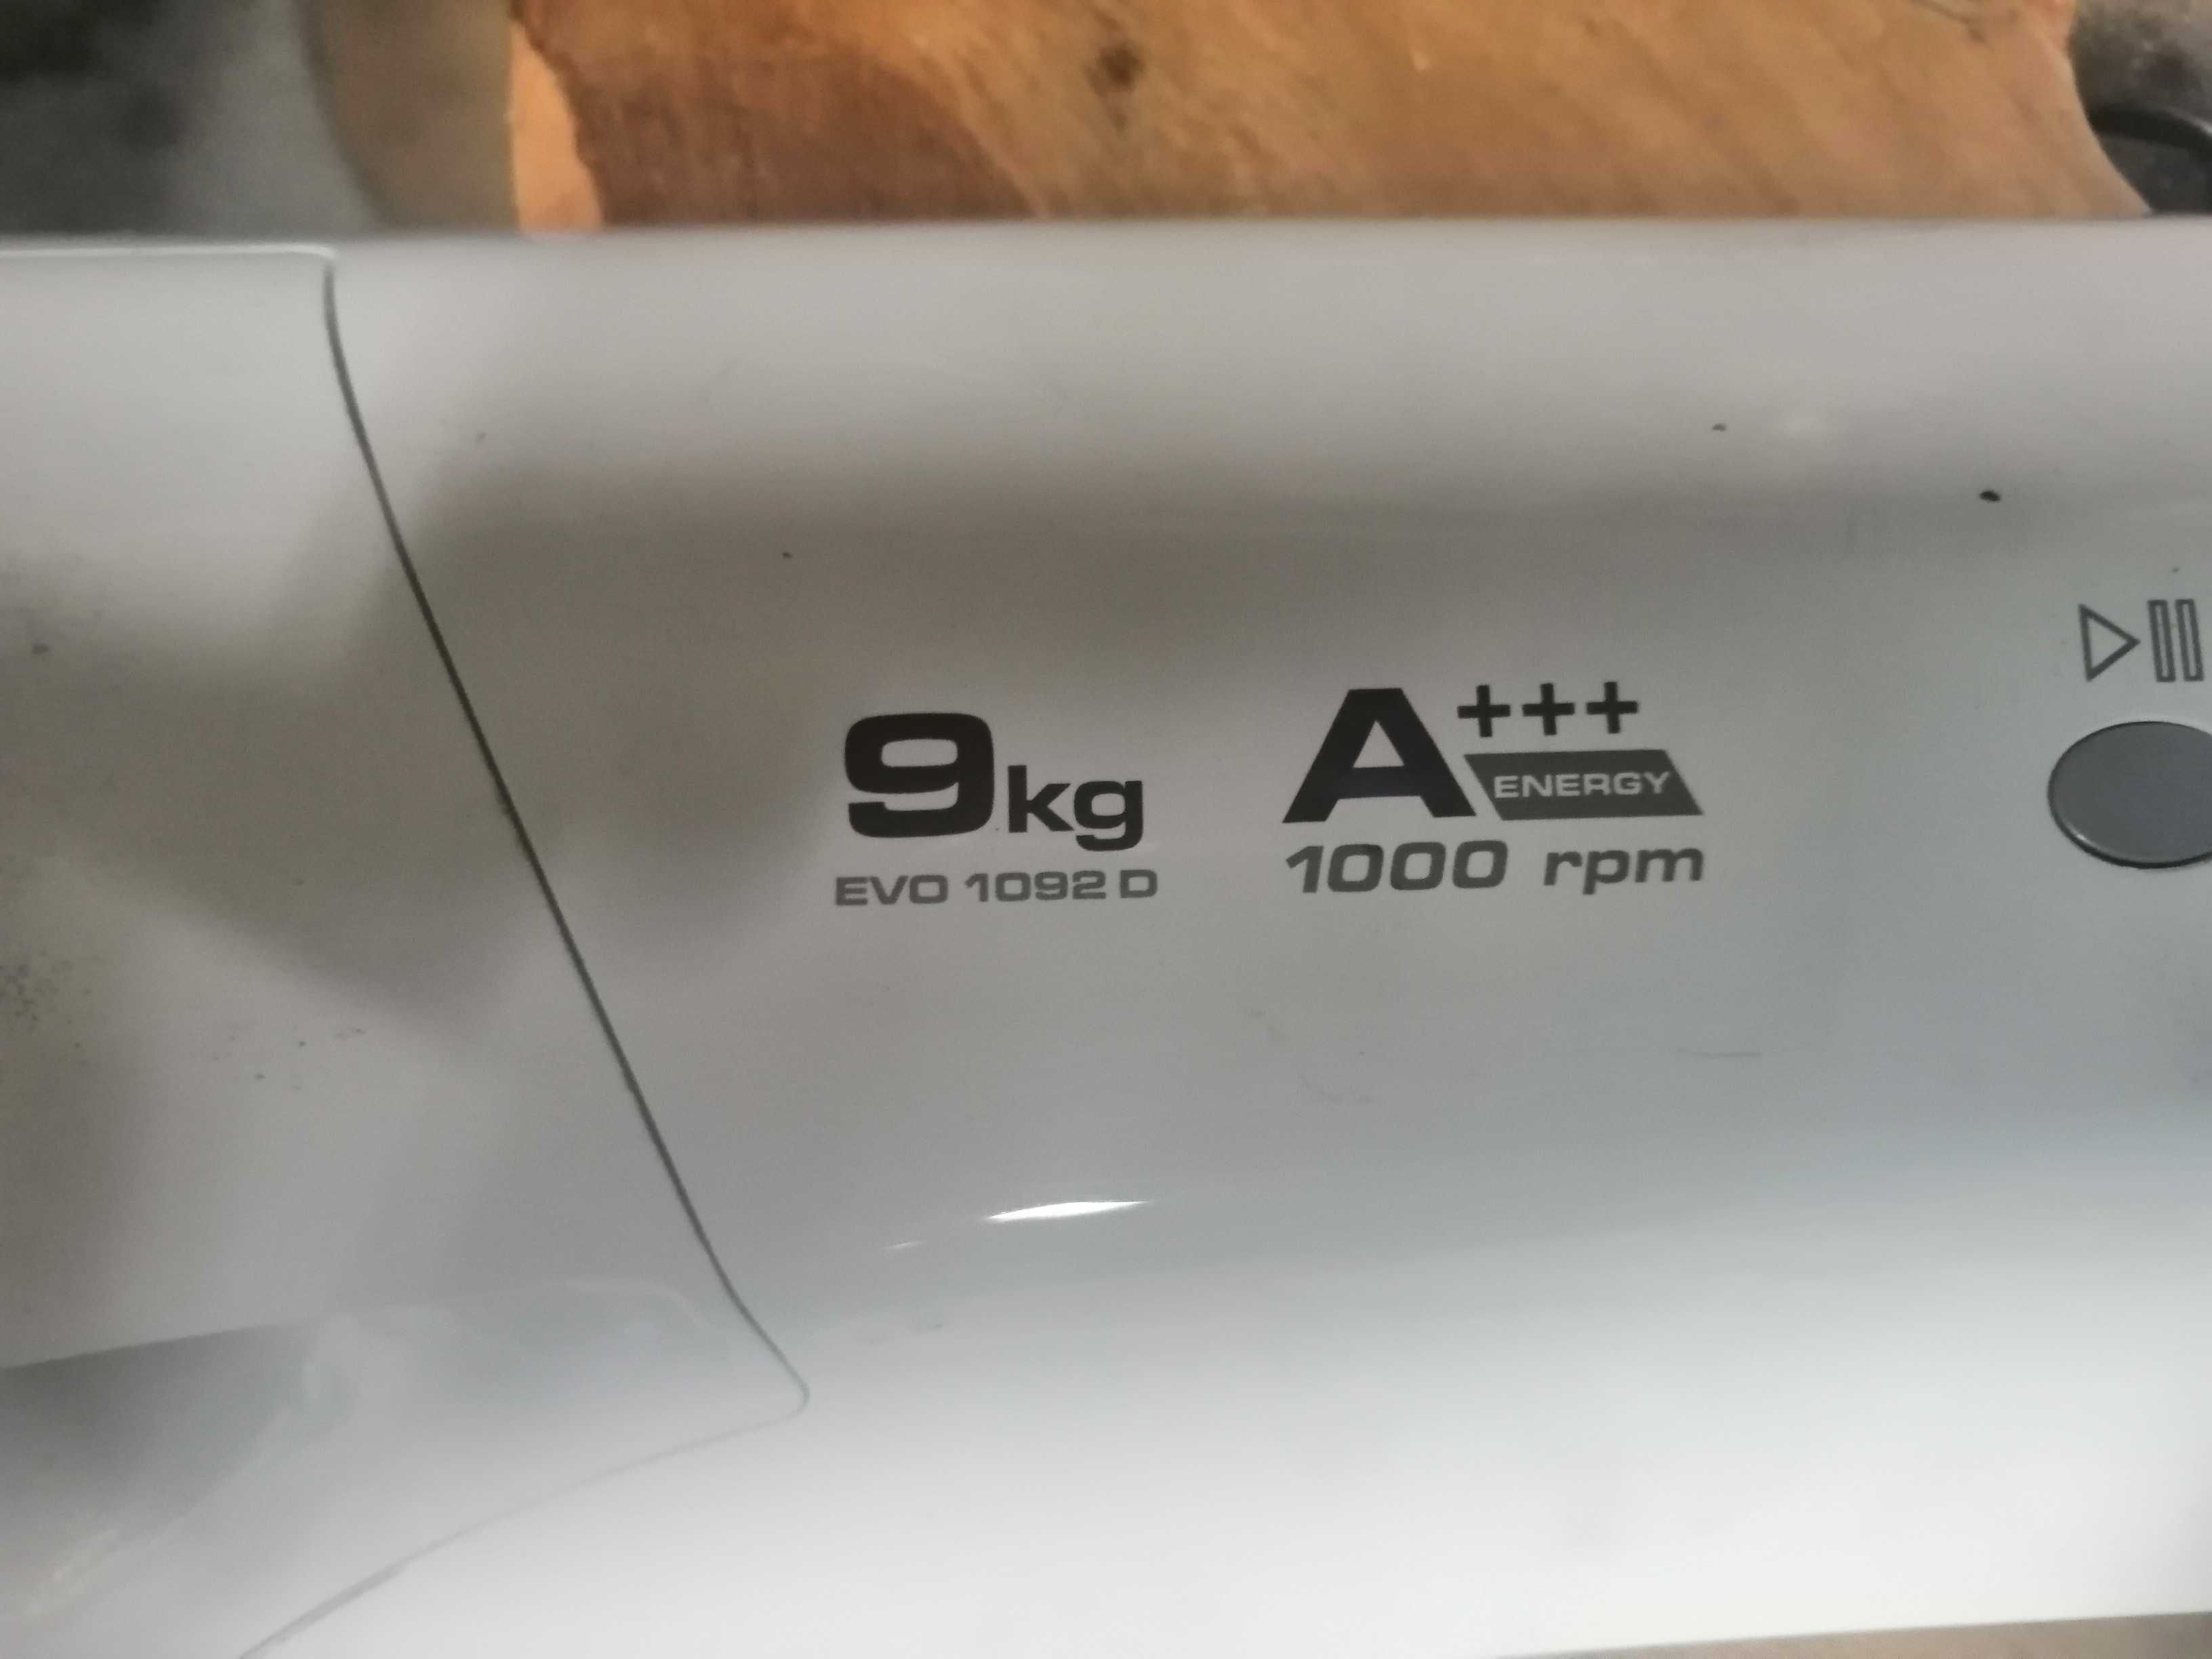 9kg
EVO 1092 D
A+++
ENERGY
1000 rpm